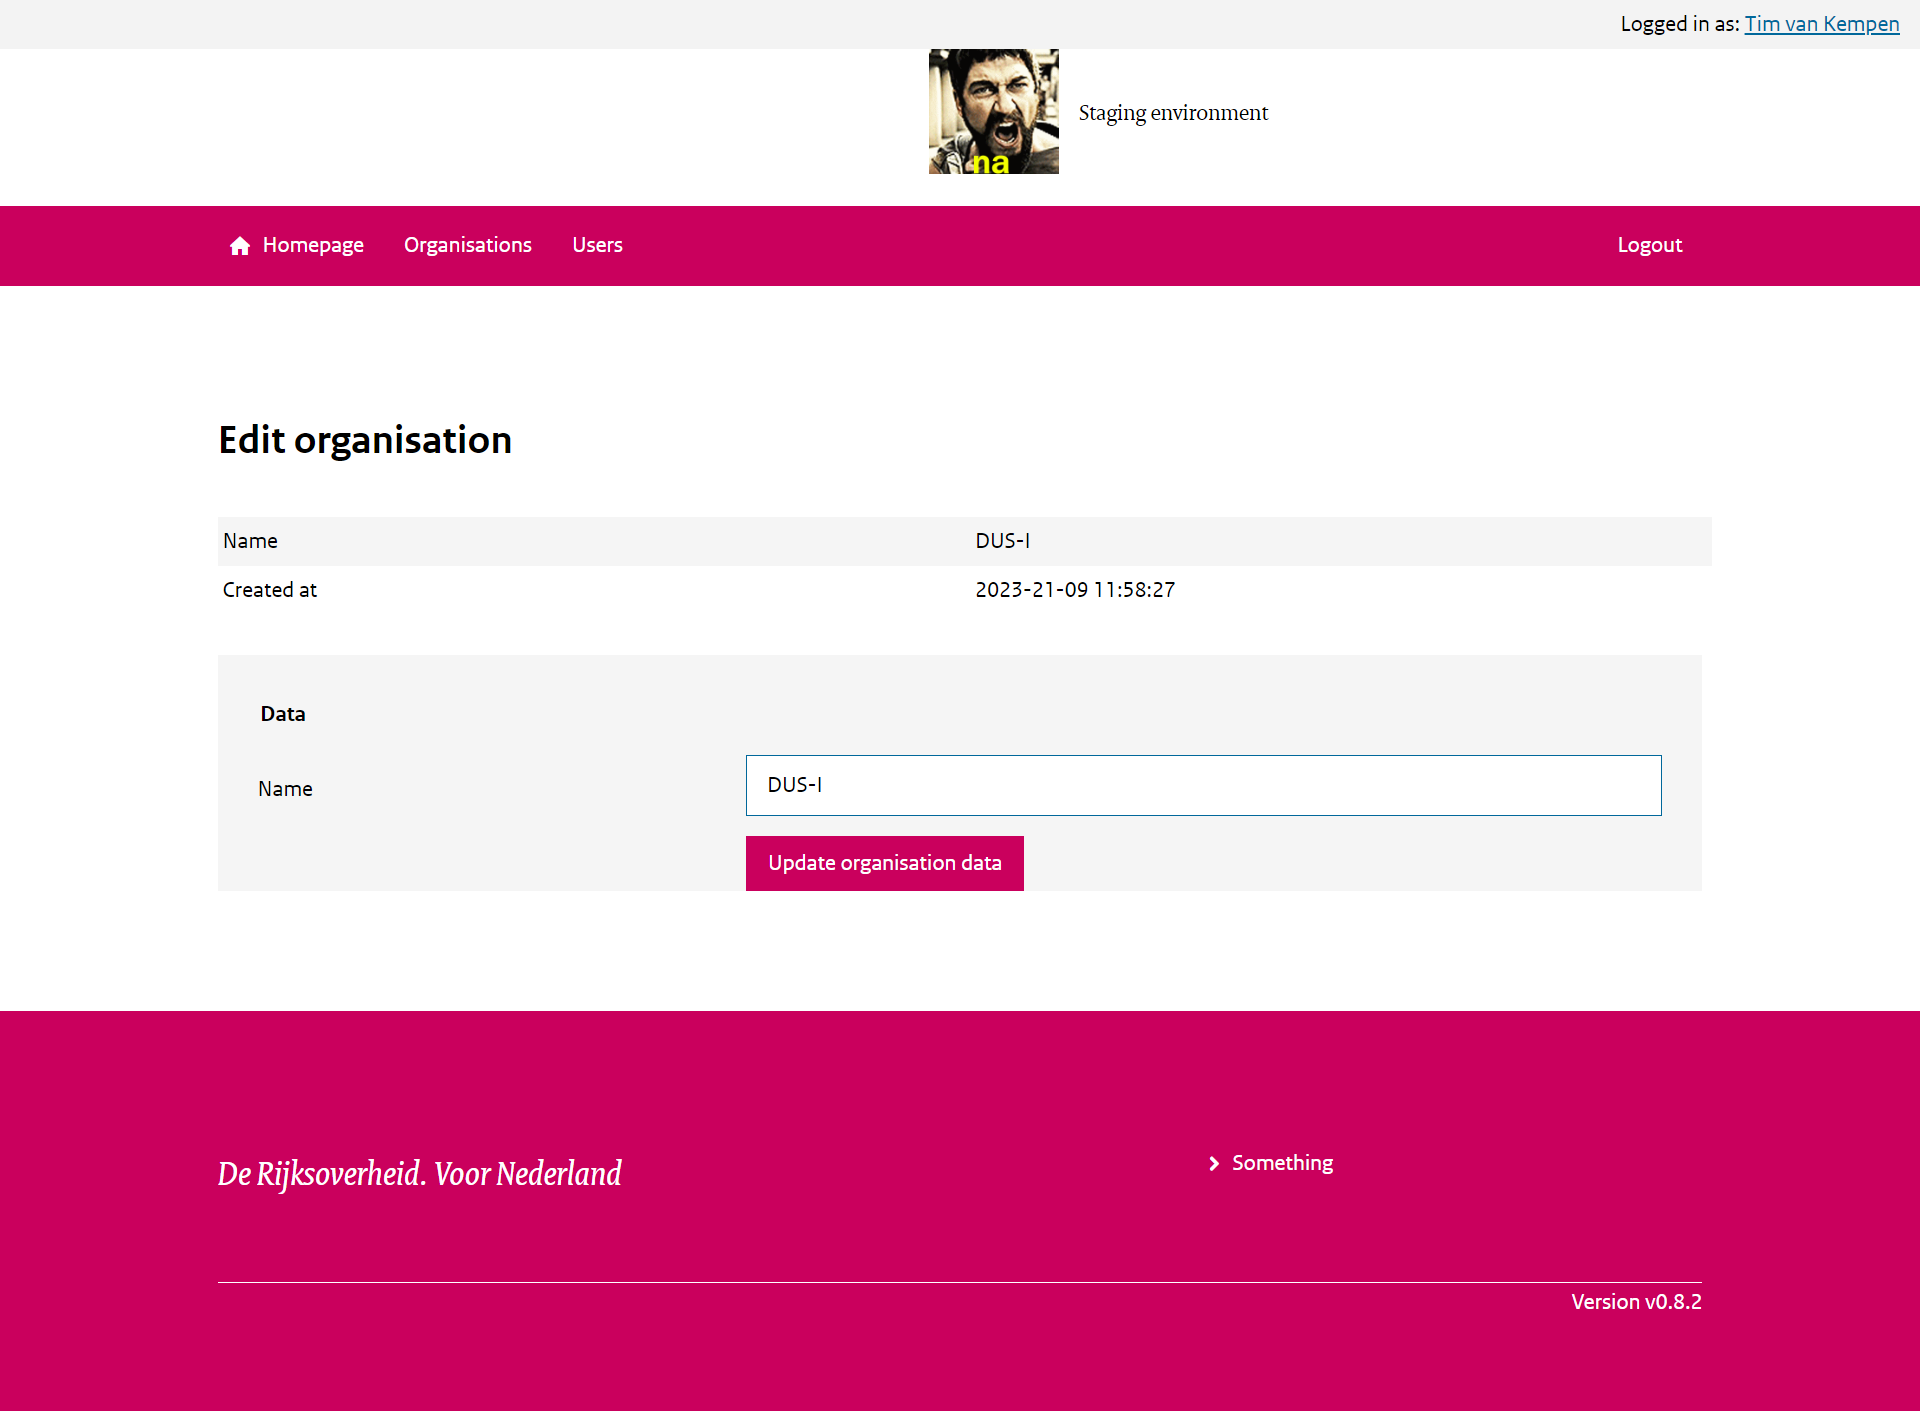 Logged in as: Tim van Kempen
na
Staging environment
Homepage Organisations Users Logout
Edit organisation
Name DUS-I
Created at 2023-21-09 11:58:27
Data
Name DUS-I
Update organisation data
De Rijksoverheid. Voor Nederland
Something
Version v0.8.2